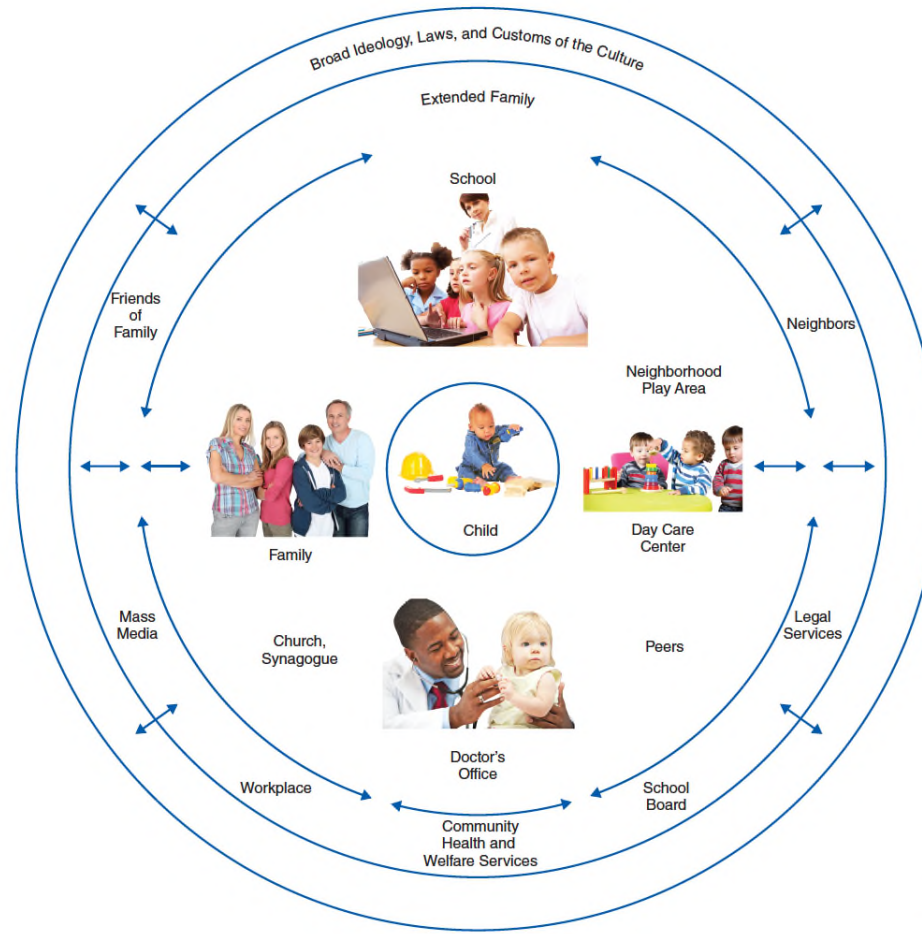 Broad Ideology, Laws, and Customs of the Culture
Extended Family
School
Friends
of
Family
Neighbors
Neighborhood
Play Area
Child
Family
Day Care
Center
Mass
Media
Church,
Synagogue
Peers
Legal
Services
Doctor's
Office
Workplace
School
Board
Community
Health and
Welfare Services